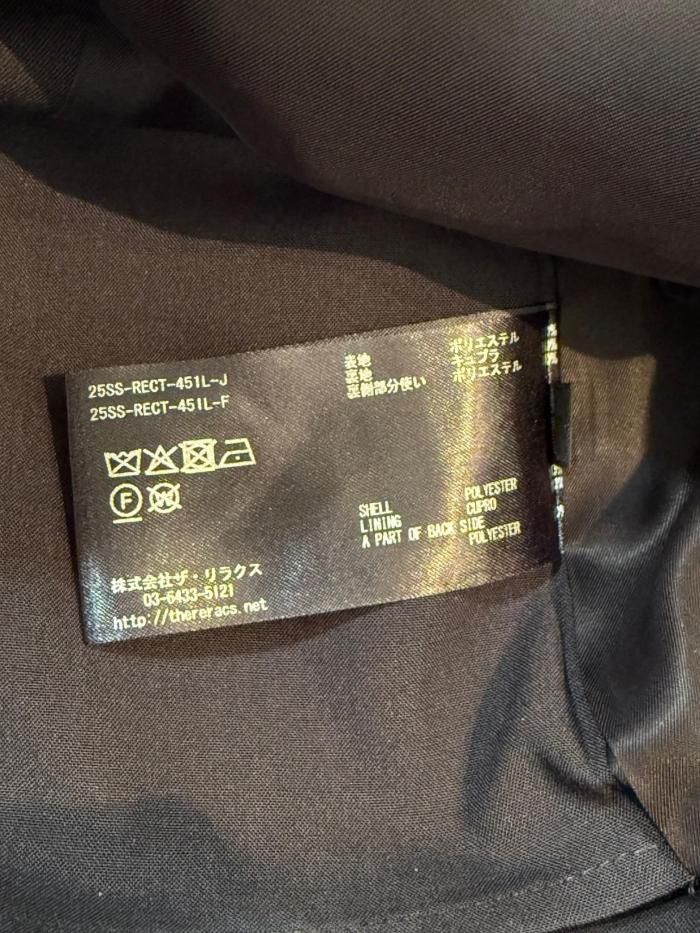 25SS-RECT-451L-J
25SS-RECT-451L-F
表地 ポリエステル
裏地 キュプラ
裏側部分使い ポリエステル
F
W
SHELL POLYESTER
LINING CUPRO
A PART OF BACK SIDE
POLYESTER
株式会社ザ・リラクス
03-6433-5121
http://thereracs.net